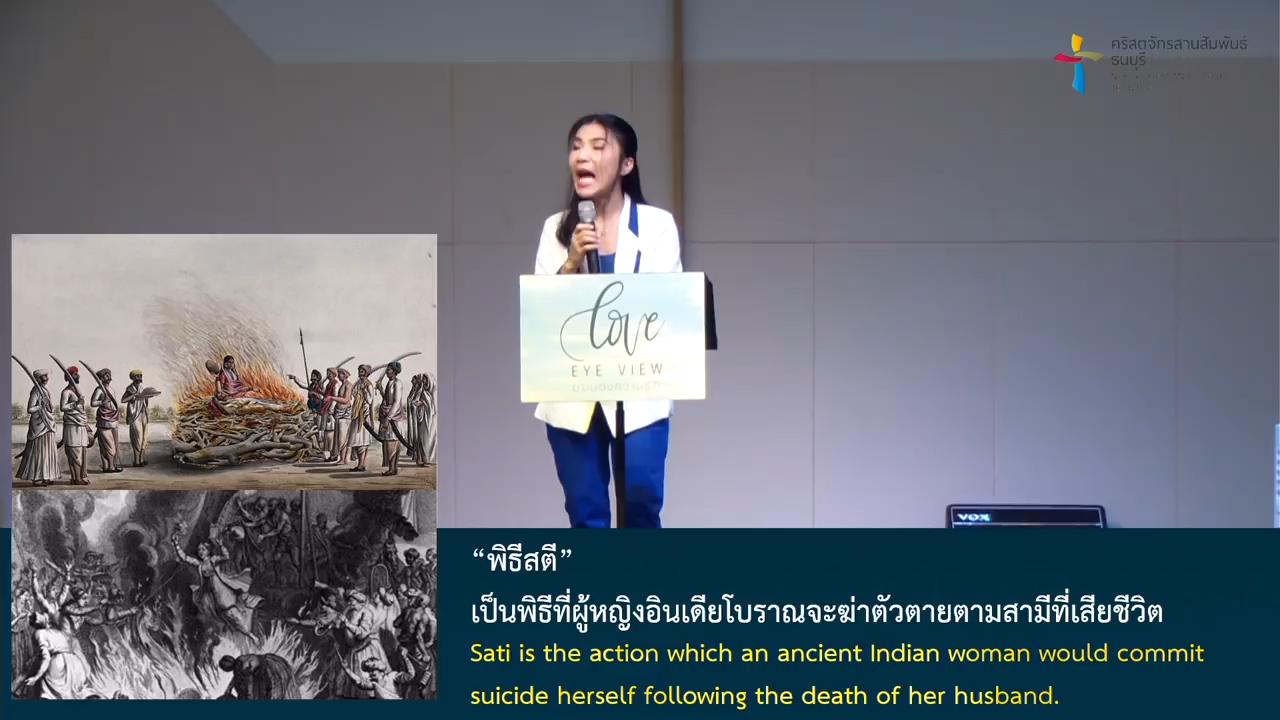 คริสตจักรสานสัมพันธ์
ธนบุรี
love
EYE VIEW
VOX
“พิธีสตี”
เป็นพิธีที่ผู้หญิงอินเดียโบราณจะฆ่าตัวตายตามสามีที่เสียชีวิต
Sati is the action which an ancient Indian woman would commit
suicide herself following the death of her husband.